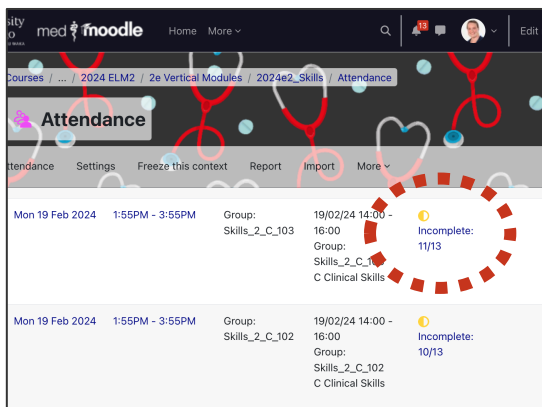 sity
med moodle
Home More
13
Edit
Courses / ... / 2024 ELM2 / 2e Vertical Modules / 2024e2_Skills / Attendance
Attendance
ttendance Settings Freeze this context Report Import More
Mon 19 Feb 2024 1:55PM - 3:55PM Group: 19/02/24 14:00 -
Skills_2_C_103 16:00 Incomplete:
Group: 11/13
Skills_2_C_1
C Clinical Skills
Mon 19 Feb 2024 1:55PM - 3:55PM Group: 19/02/24 14:00 -
Skills_2_C_102 16:00 Incomplete:
Group: 10/13
Skills_2_C_102
C Clinical Skills